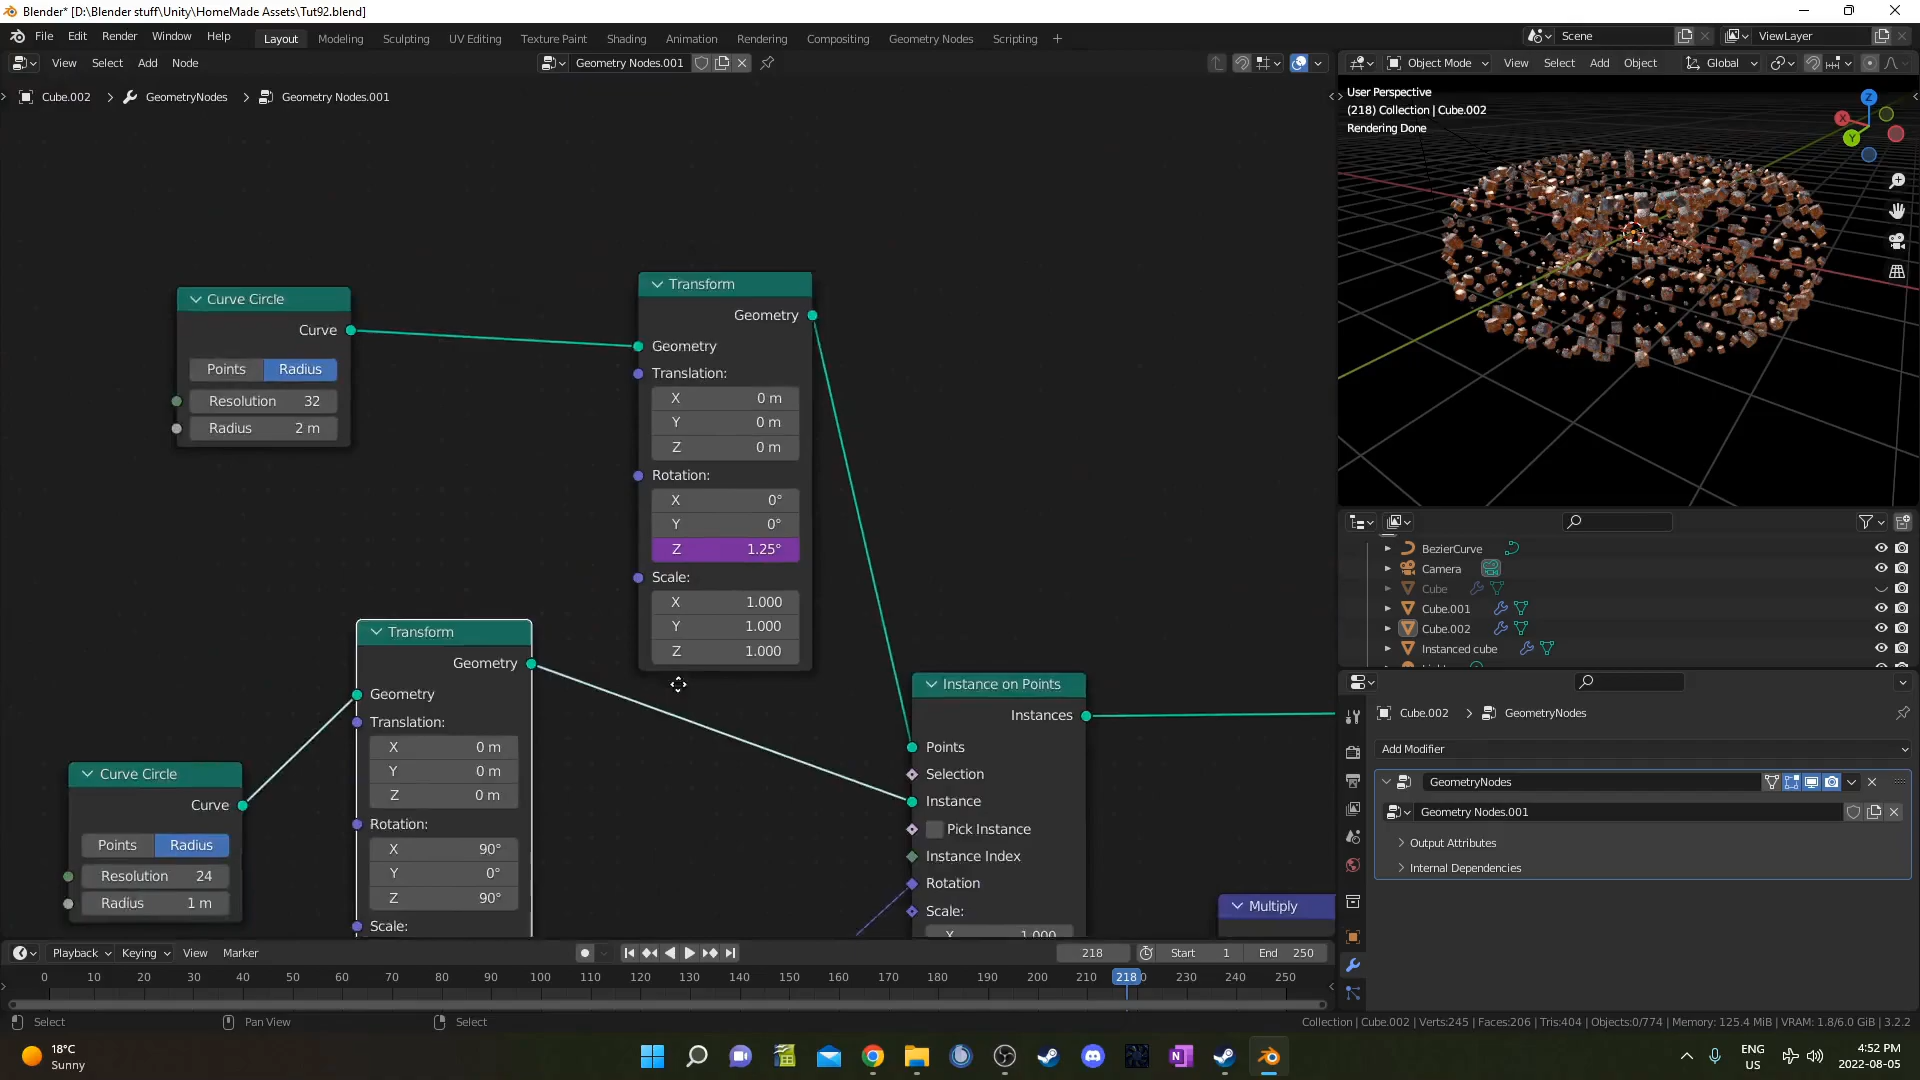 Blender* [D:\Blender stuff\Unity\HomeMade Assets\Tut92.blend]
File Edit Render Window Help Layout Modeling Sculpting UV Editing Texture Paint Shading Animation Rendering Compositing Geometry Nodes Scripting + Scene ViewLayer
View Select Add Node Geometry Nodes.001 Object Mode View Select Add Object Global
Cube.002 > GeometryNodes > Geometry Nodes.001
User Perspective
(218) Collection | Cube.002
Rendering Done
Z
X
Y
Curve Circle
Curve
Points Radius
Resolution 32
Radius 2 m
Transform
Geometry
Geometry
Translation:
X 0 m
Y 0 m
Z 0 m
Rotation:
X 0°
Y 0°
Z 1.25°
Scale:
X 1.000
Y 1.000
Z 1.000
Curve Circle
Curve
Points Radius
Resolution 24
Radius 1 m
Transform
Geometry
Geometry
Translation:
X 0 m
Y 0 m
Z 0 m
Rotation:
X 90°
Y 0°
Z 90°
Scale:
Instance on Points
Instances
Points
Selection
Instance
Pick Instance
Instance Index
Rotation
Scale:
X 1.000
Multiply
BezierCurve
Camera
Cube
Cube.001
Cube.002
Instanced cube
Cube.002 > GeometryNodes
Add Modifier
GeometryNodes
Geometry Nodes.001
Output Attributes
Internal Dependencies
Playback Keying View Marker 218 Start 1 End 250
0 10 20 30 40 50 60 70 80 90 100 110 120 130 140 150 160 170 180 190 200 210 218 230 240 250
Select Pan View Select Collection | Cube.002 | Verts:245 | Faces:206 | Tris:404 | Objects:0/774 | Memory: 125.4 MiB | VRAM: 1.8/6.0 GiB | 3.2.2
18°C
Sunny
ENG
US
4:52 PM
2022-08-05